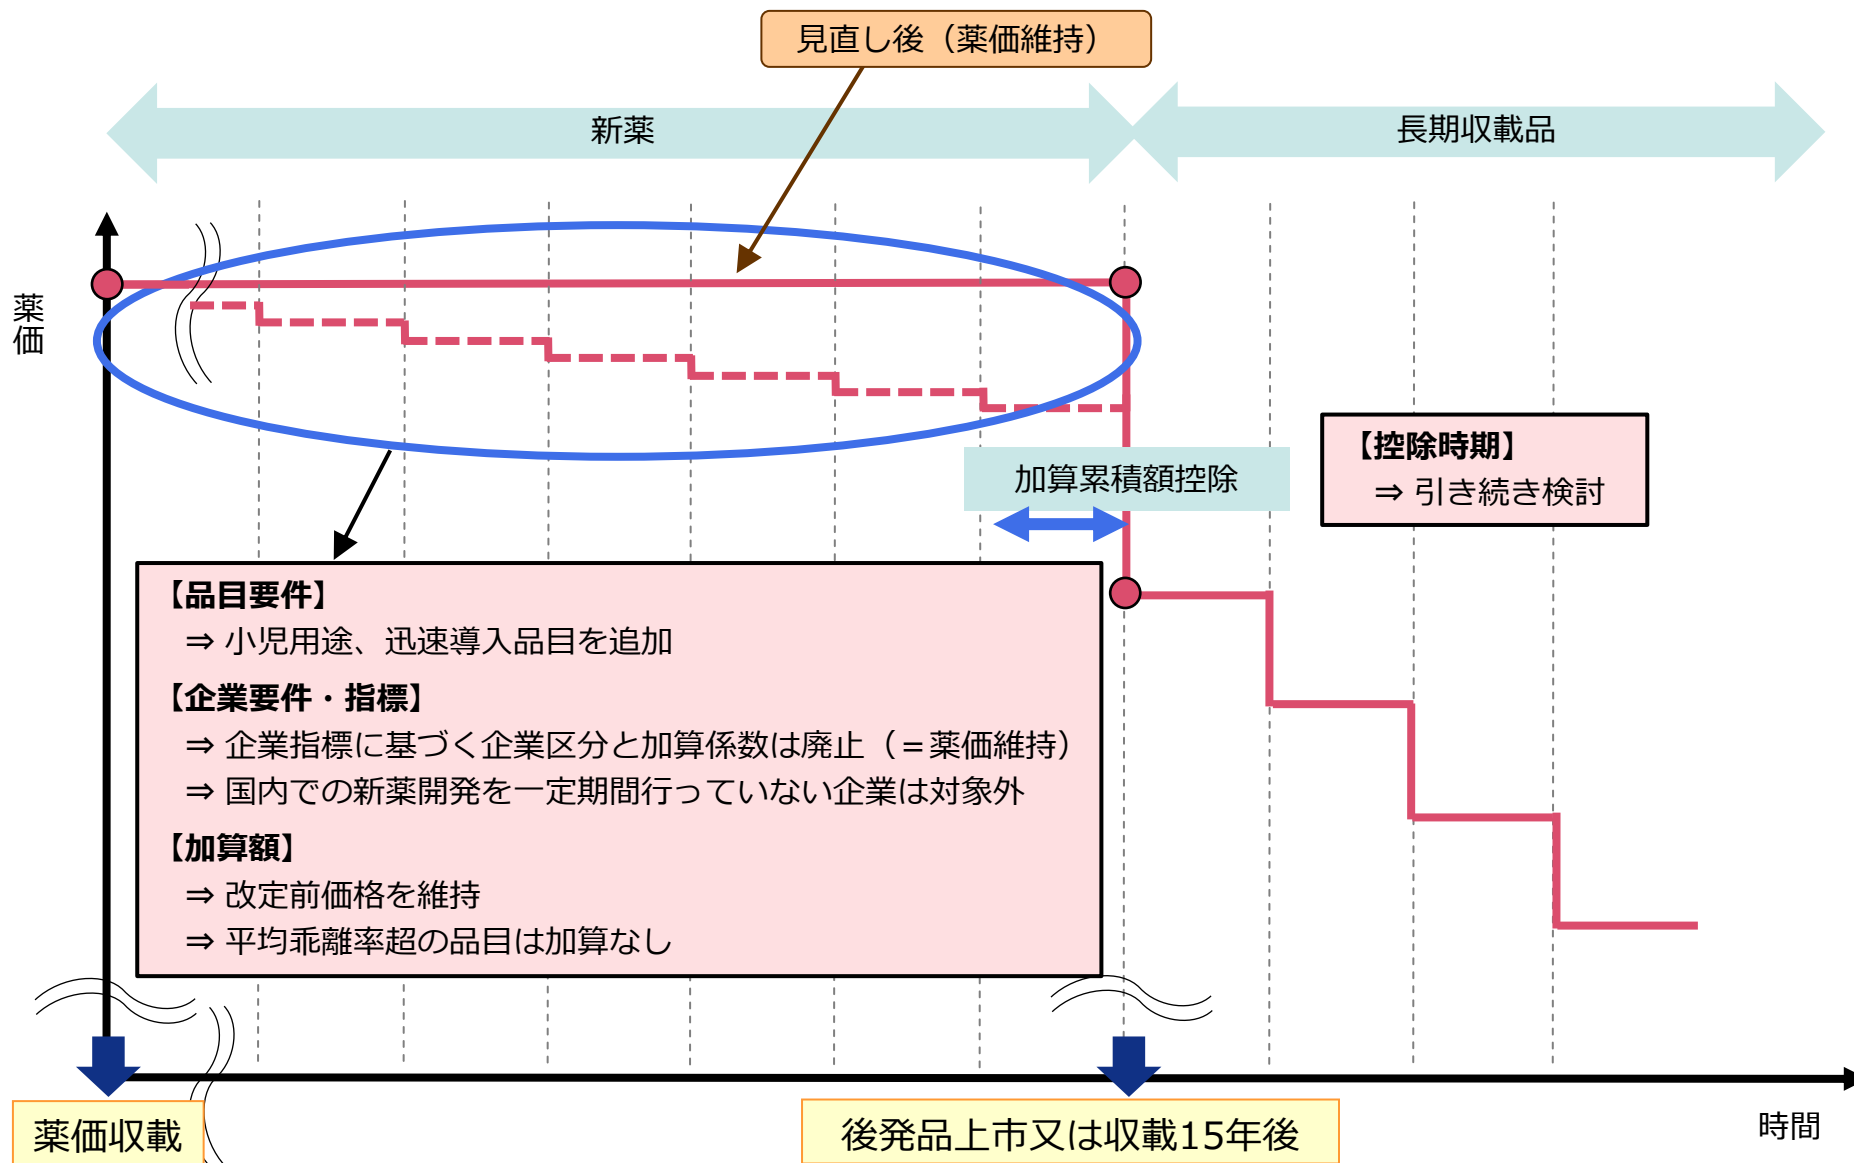 見直し後（薬価維持）
新薬
長期収載品
薬価
加算累積額控除
【控除時期】
⇒ 引き続き検討
【品目要件】
⇒ 小児用途、迅速導入品目を追加
【企業要件・指標】
⇒ 企業指標に基づく企業区分と加算係数は廃止（＝薬価維持）
⇒ 国内での新薬開発を一定期間行っていない企業は対象外
【加算額】
⇒ 改定前価格を維持
⇒ 平均乖離率超の品目は加算なし
薬価収載
後発品上市又は収載15年後
時間